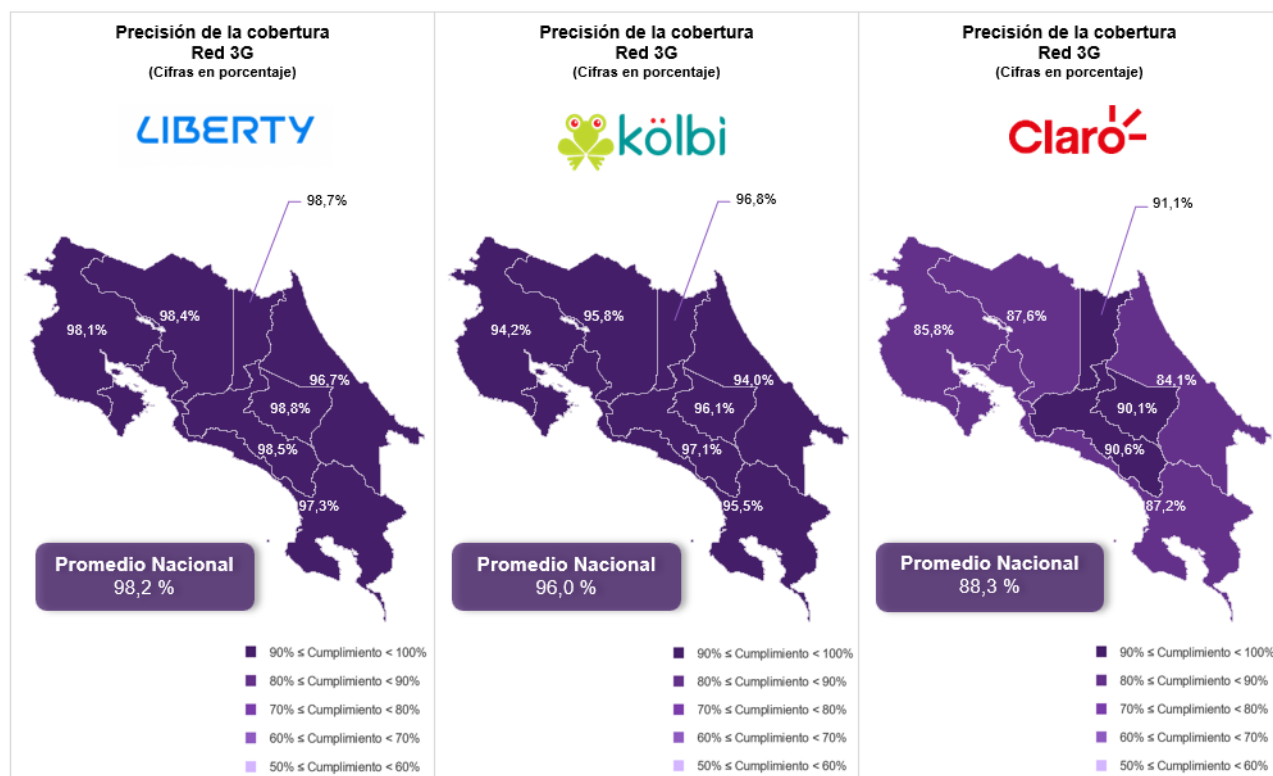 Precisión de la cobertura
Red 3G
(Cifras en porcentaje)
LIBERTY
98,7%
98,4%
98,1%
96,7%
98,8%
98,5%
97,3%
Promedio Nacional
98,2 %
90% ≤ Cumplimiento < 100%
80% ≤ Cumplimiento < 90%
70% ≤ Cumplimiento < 80%
60% ≤ Cumplimiento < 70%
50% ≤ Cumplimiento < 60%
Precisión de la cobertura
Red 3G
(Cifras en porcentaje)
kölbi
96,8%
95,8%
94,2%
94,0%
96,1%
97,1%
95,5%
Promedio Nacional
96,0 %
90% ≤ Cumplimiento < 100%
80% ≤ Cumplimiento < 90%
70% ≤ Cumplimiento < 80%
60% ≤ Cumplimiento < 70%
50% ≤ Cumplimiento < 60%
Precisión de la cobertura
Red 3G
(Cifras en porcentaje)
Claro
91,1%
87,6%
85,8%
84,1%
90,1%
90,6%
87,2%
Promedio Nacional
88,3 %
90% ≤ Cumplimiento < 100%
80% ≤ Cumplimiento < 90%
70% ≤ Cumplimiento < 80%
60% ≤ Cumplimiento < 70%
50% ≤ Cumplimiento < 60%